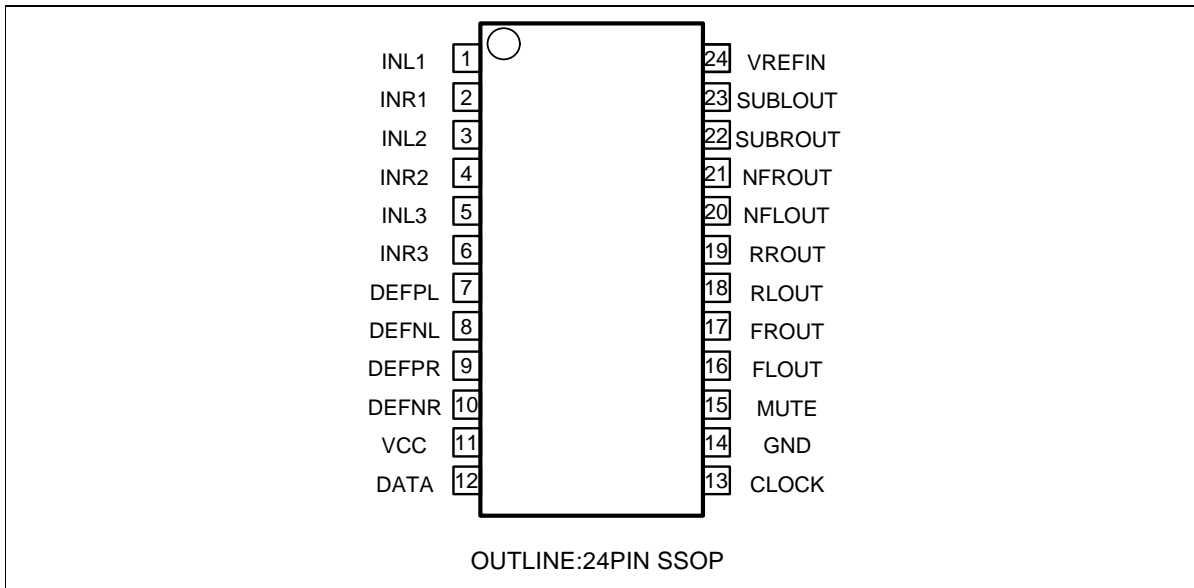 INL1 1 24 VREFIN
INR1 2 23 SUBLOUT
INL2 3 22 SUBROUT
INR2 4 21 NFROUT
INL3 5 20 NFLOUT
INR3 6 19 RROUT
DEFPL 7 18 RLOUT
DEFNL 8 17 FROUT
DEFPR 9 16 FLOUT
DEFNR 10 15 MUTE
VCC 11 14 GND
DATA 12 13 CLOCK
OUTLINE:24PIN SSOP